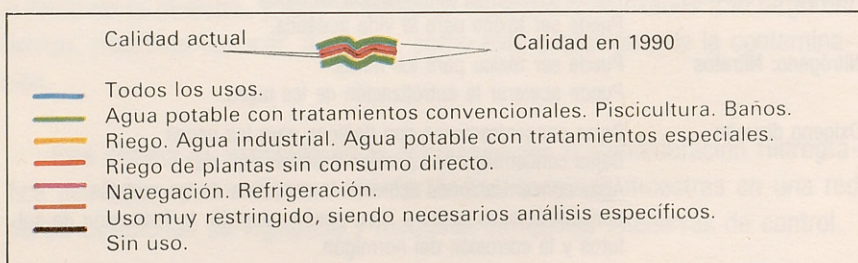 Calidad actual
Calidad en 1990
Todos los usos.
Agua potable con tratamientos convencionales. Piscicultura. Baños.
Riego. Agua industrial. Agua potable con tratamientos especiales.
Riego de plantas sin consumo directo.
Navegación. Refrigeración.
Uso muy restringido, siendo necesarios análisis específicos.
Sin uso.